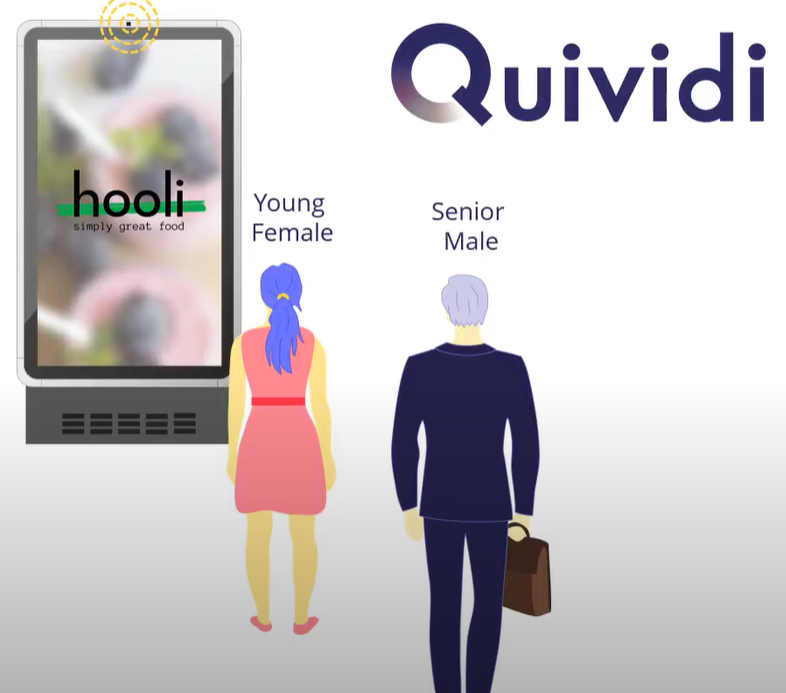 Quividi
hooli
simply great food
Young
Female
Senior
Male